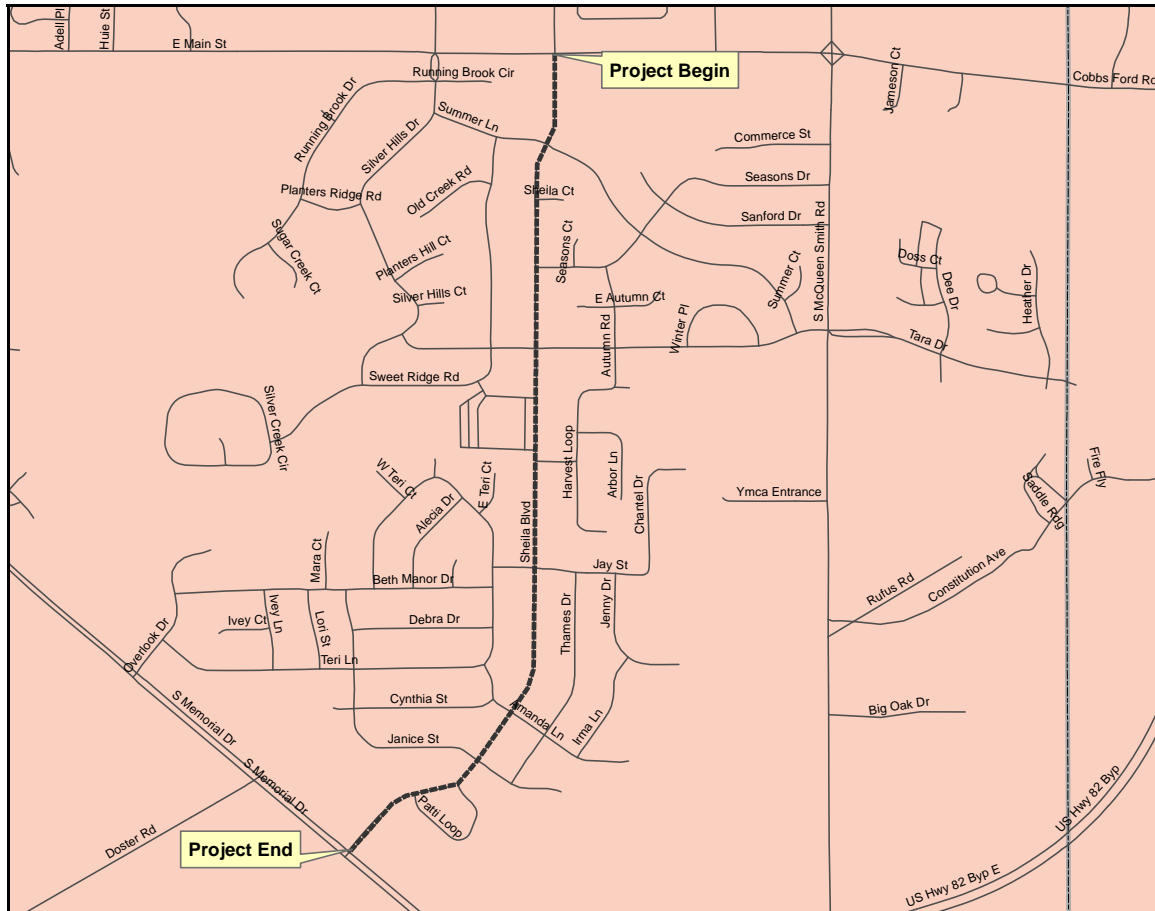 Adell Pl
Huie St
E Main St
Project Begin
Running Brook Cir
Jameson Ct
Cobbs Ford Rd
Running Brook Dr
Summer Ln
Silver Hills Dr
Commerce St
Planters Ridge Rd
Old Creek Rd
Sheila Ct
Seasons Dr
Sanford Dr
Sugar Creek Ct
Planters Hill Ct
Seasons Ct
Summer Ct
S McQueen Smith Rd
Doss Ct
Dee Dr
Heather Dr
Silver Hills Ct
E Autumn Ct
Autumn Rd
Winter Pl
Tara Dr
Sweet Ridge Rd
Silver Creek Cir
Harvest Loop
Arbor Ln
W Teri Ct
E Teri Ct
Alecia Dr
Chantel Dr
Ymca Entrance
Fire Fly
Saddle Rdg
Sheila Blvd
Mara Ct
Beth Manor Dr
Jay St
Rufus Rd
Constitution Ave
Ivey Ct
Ivey Ln
Lori St
Debra Dr
Thames Dr
Jenny Dr
Overlook Dr
Teri Ln
S Memorial Dr
Cynthia St
Amanda Ln
Irma Ln
Big Oak Dr
Janice St
S Memorial Dr
Patti Loop
US Hwy 82 Byp
Doster Rd
Project End
US Hwy 82 Byp E